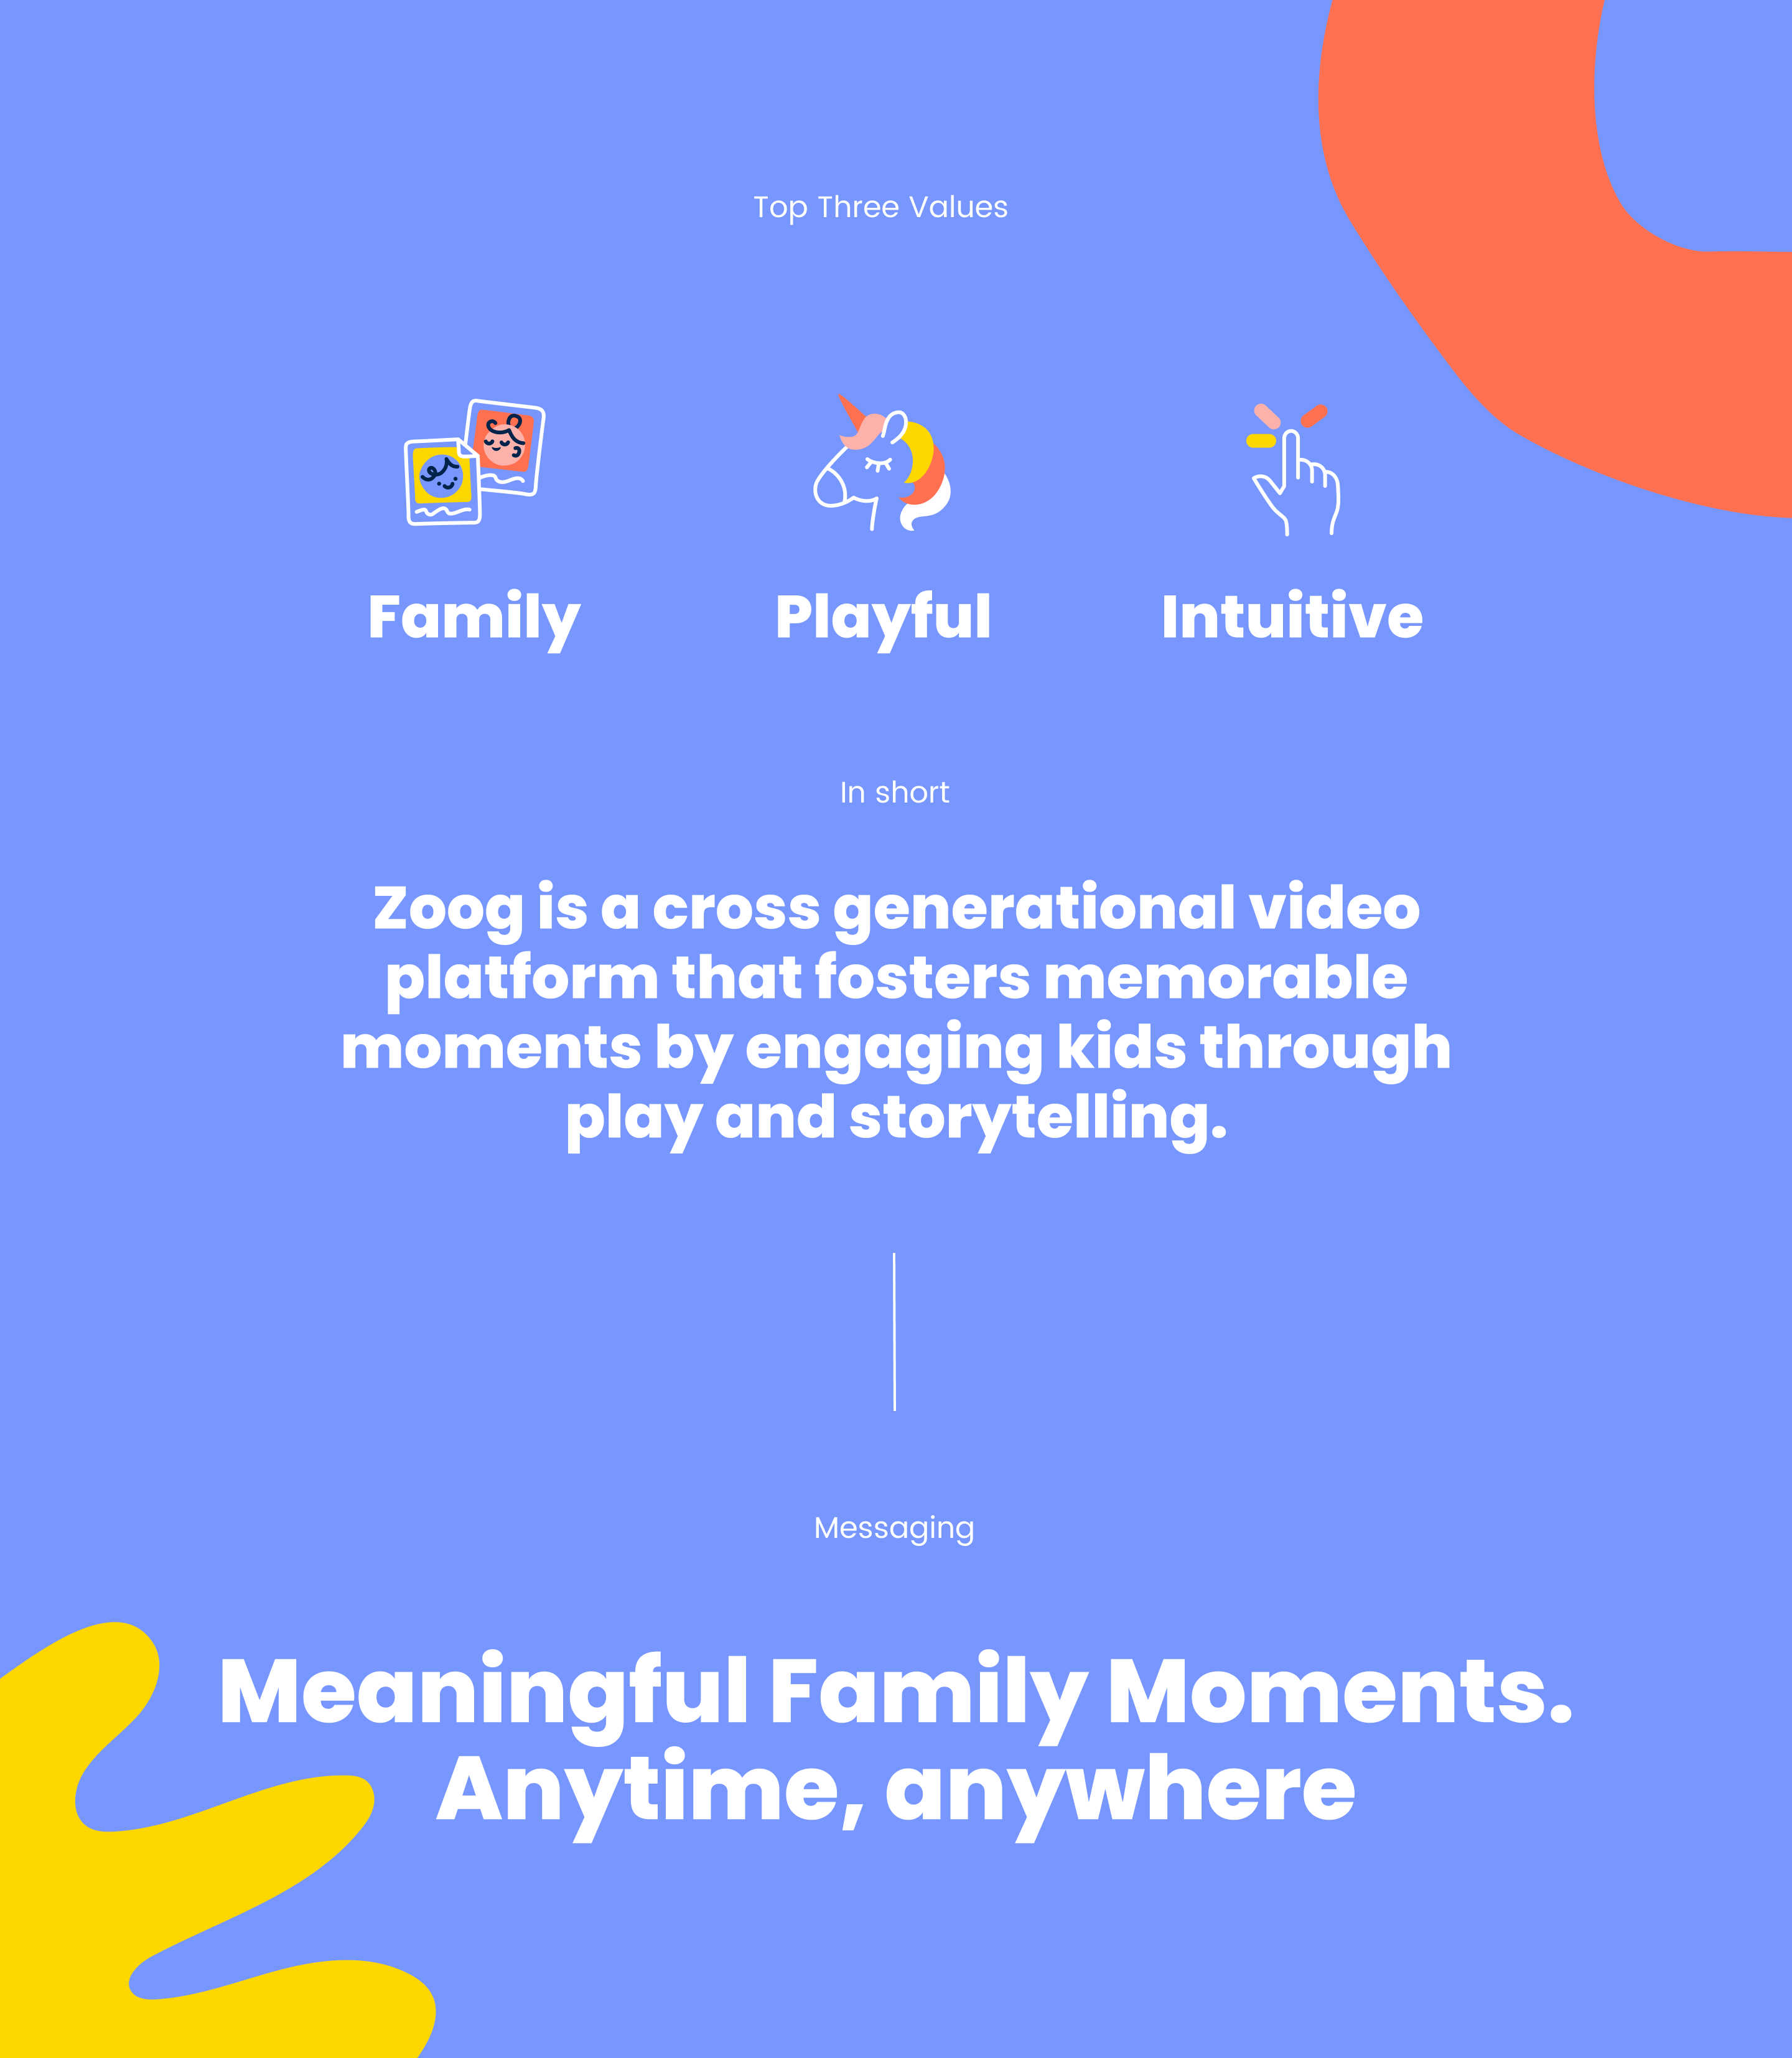 Top Three Values
Family
Playful
Intuitive
In short
Zoog is a cross generational video
platform that fosters memorable
moments by engaging kids through
play and storytelling.
Messaging
Meaningful Family Moments.
Anytime, anywhere